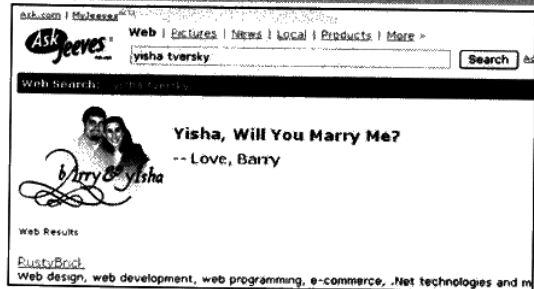 Ask.com | MyJeeves
Web | Pictures | News | Local | Products | More »
Ask Jeeves
yisha tversky
Search
Web Search: yisha tversky
Yisha, Will You Marry Me?
-- Love, Barry
bArry & yIsha
Web Results
RustyBrick
Web design, web development, web programming, e-commerce, .Net technologies and m